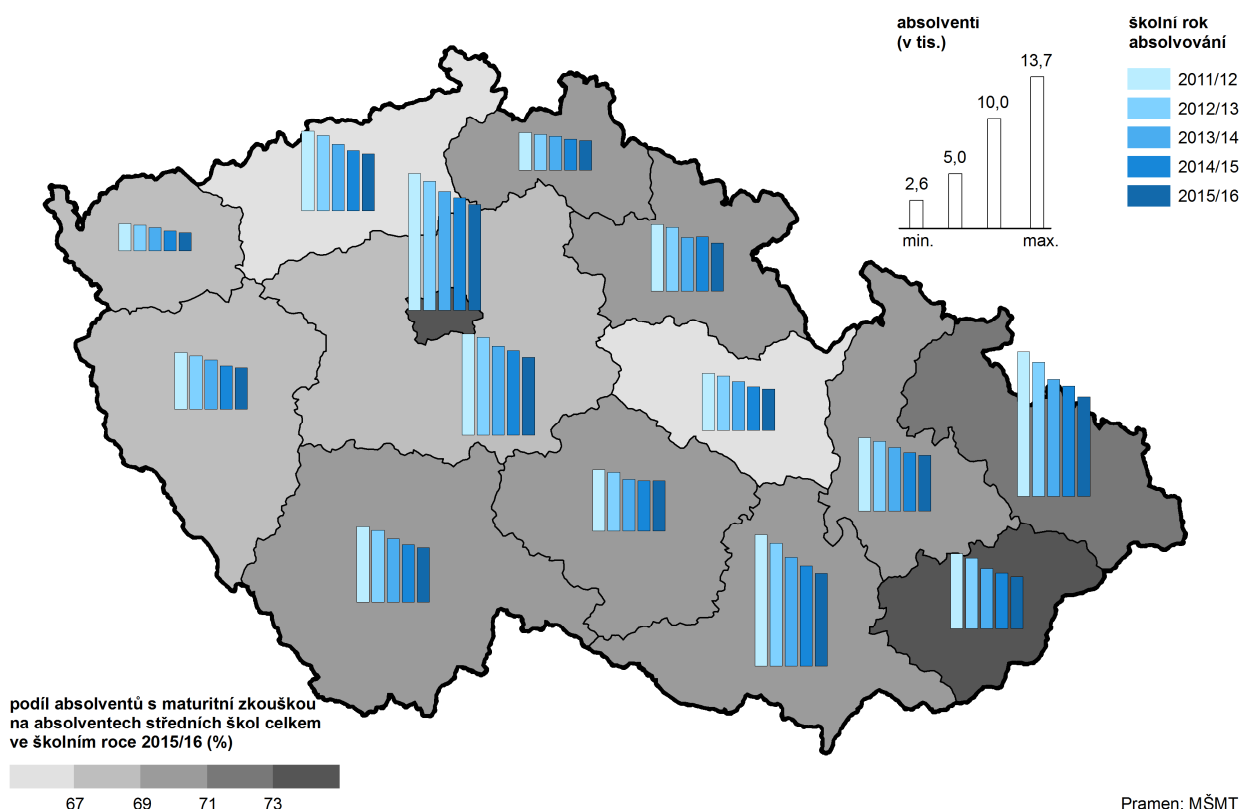 absolventi
(v tis.)
13,7
10,0
5,0
2,6
min.
max.
školní rok
absolvování
2011/12
2012/13
2013/14
2014/15
2015/16
podíl absolventů s maturitní zkouškou
na absolventech středních škol celkem
ve školním roce 2015/16 (%)
67 69 71 73
Pramen: MŠMT